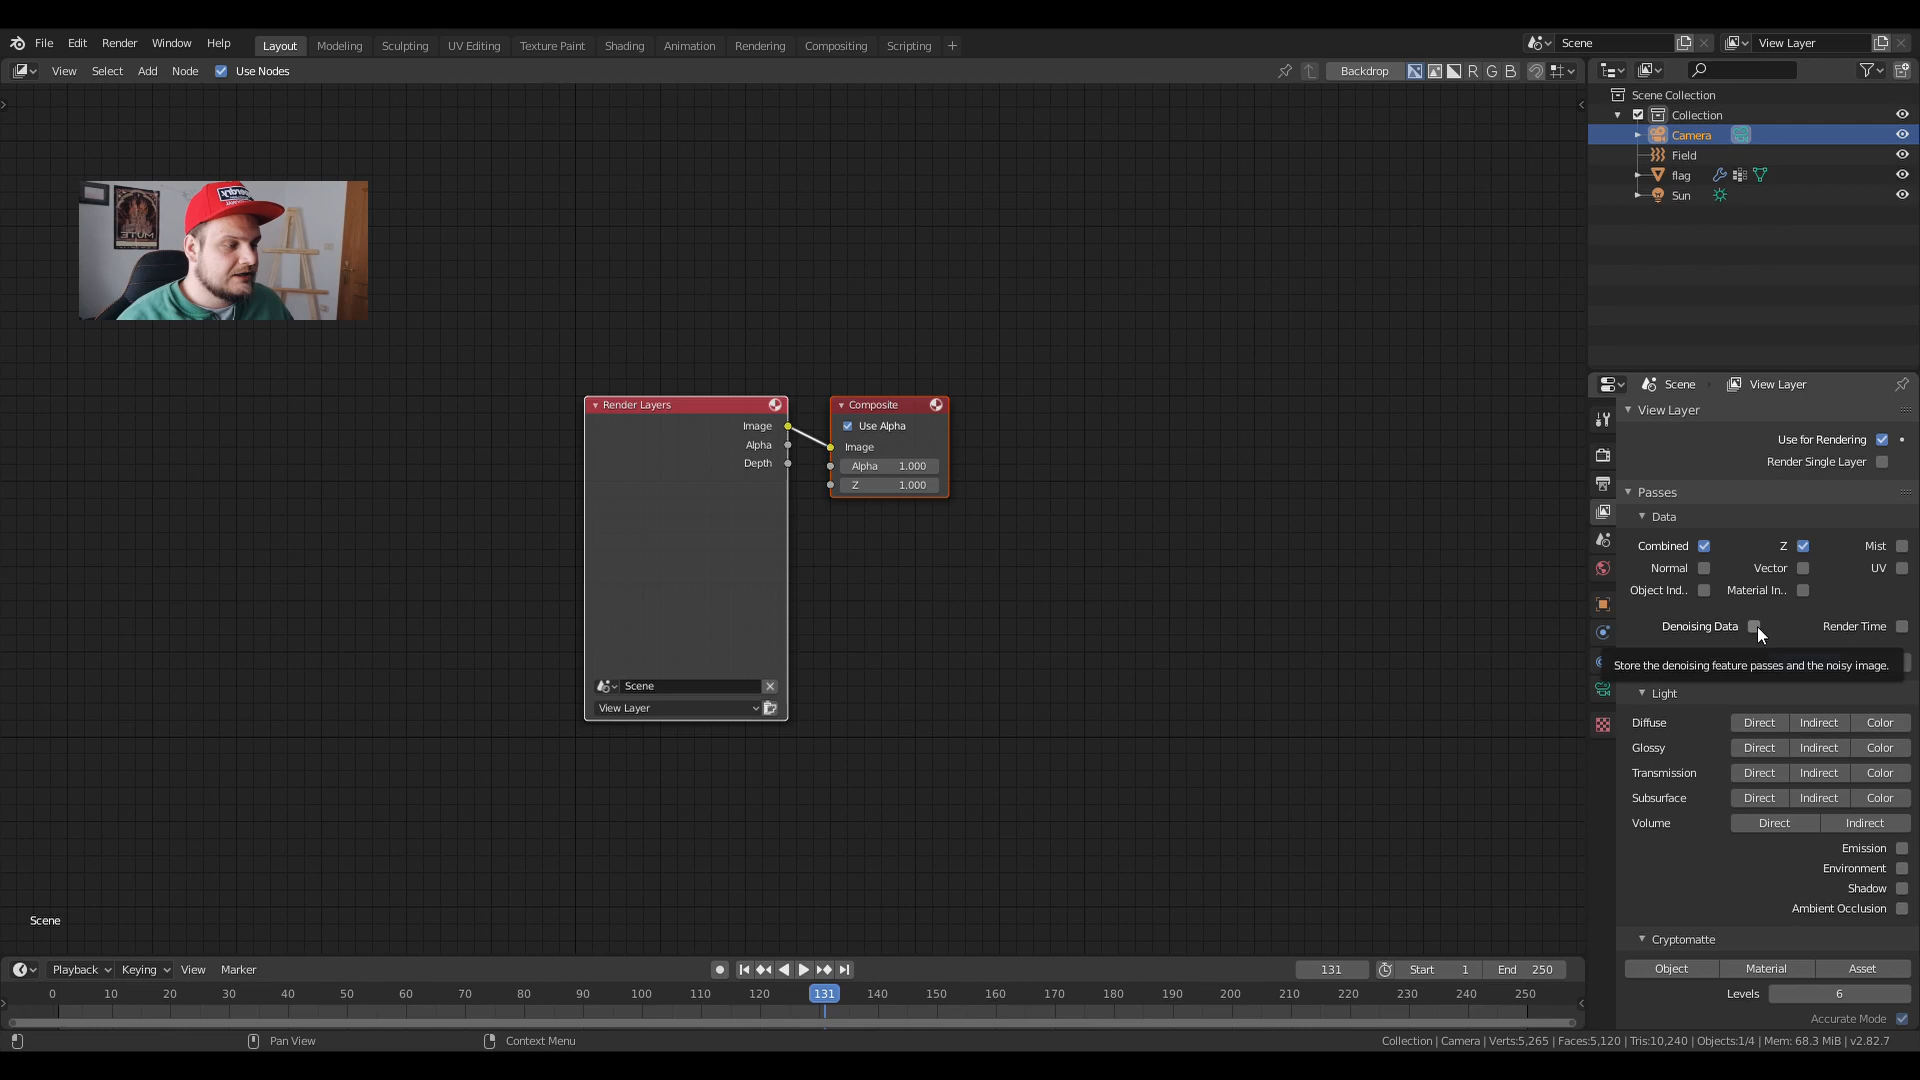 File Edit Render Window Help Layout Modeling Sculpting UV Editing Texture Paint Shading Animation Rendering Compositing Scripting + Scene View Layer
View Select Add Node Use Nodes Backdrop R G B
Scene Collection
Collection
Camera
Field
flag
Sun
MUTE
Render Layers
Image
Alpha
Depth
Scene
View Layer
Composite
Use Alpha
Image
Alpha 1.000
Z 1.000
Scene View Layer
View Layer
Use for Rendering
Render Single Layer
Passes
Data
Combined Z Mist
Normal Vector UV
Object Ind.. Material In..
Denoising Data Render Time
Store the denoising feature passes and the noisy image.
Light
Diffuse Direct Indirect Color
Glossy Direct Indirect Color
Transmission Direct Indirect Color
Subsurface Direct Indirect Color
Volume Direct Indirect
Emission
Environment
Shadow
Ambient Occlusion
Cryptomatte
Object Material Asset
Levels 6
Accurate Mode
Scene
Playback Keying View Marker 131 Start 1 End 250
0 10 20 30 40 50 60 70 80 90 100 110 120 131 140 150 160 170 180 190 200 210 220 230 240 250
Pan View Context Menu Collection | Camera | Verts:5,265 | Faces:5,120 | Tris:10,240 | Objects:1/4 | Mem: 68.3 MiB | v2.82.7